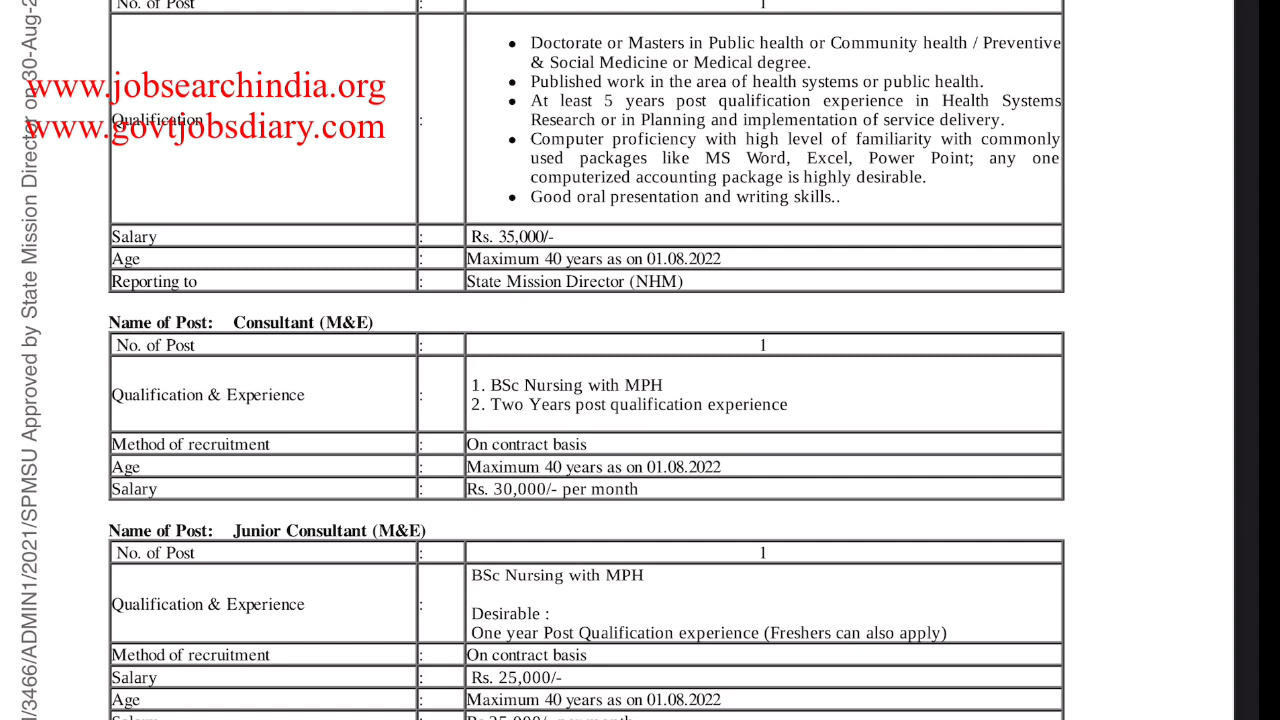 No. of Post : 1
• Doctorate or Masters in Public health or Community health / Preventive
& Social Medicine or Medical degree.
• Published work in the area of health systems or public health.
• At least 5 years post qualification experience in Health Systems
Research or in Planning and implementation of service delivery.
• Computer proficiency with high level of familiarity with commonly
used packages like MS Word, Excel, Power Point; any one
computerized accounting package is highly desirable.
• Good oral presentation and writing skills..
Qualification :
www.jobsearchindia.org
www.govtjobsdiary.com
Salary : Rs. 35,000/-
Age : Maximum 40 years as on 01.08.2022
Reporting to : State Mission Director (NHM)
Name of Post: Consultant (M&E)
No. of Post : 1
Qualification & Experience :
1. BSc Nursing with MPH
2. Two Years post qualification experience
Method of recruitment : On contract basis
Age : Maximum 40 years as on 01.08.2022
Salary : Rs. 30,000/- per month
Name of Post: Junior Consultant (M&E)
No. of Post : 1
Qualification & Experience :
BSc Nursing with MPH
Desirable :
One year Post Qualification experience (Freshers can also apply)
Method of recruitment : On contract basis
Salary : Rs. 25,000/-
Age : Maximum 40 years as on 01.08.2022
Salary : Rs.25,000/- per month
/3466/ADMIN1/2021/SPMSU Approved by State Mission Director on 30-Aug-2